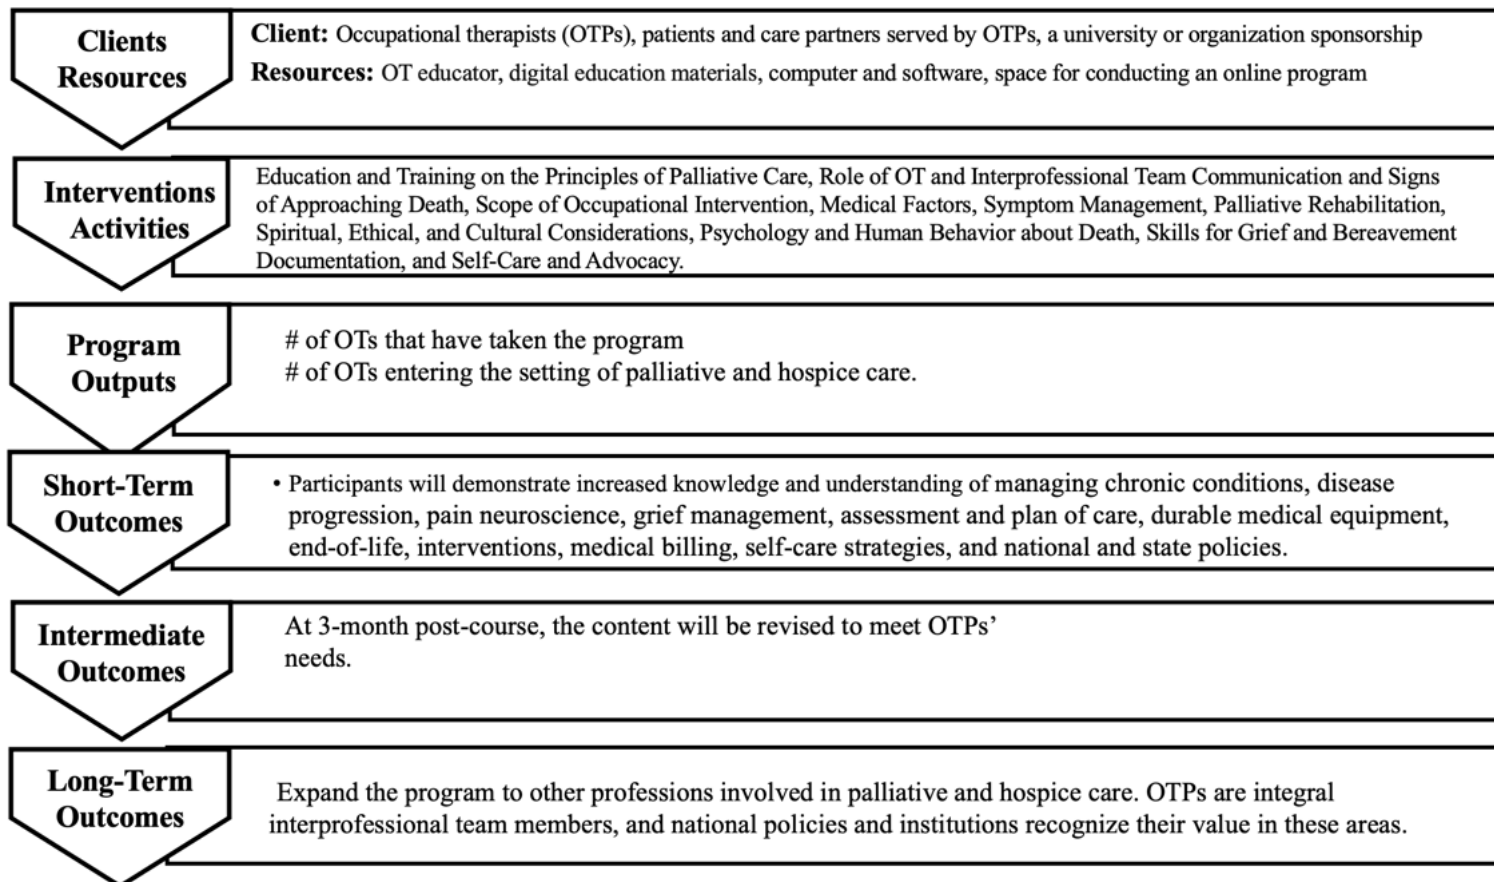 Clients
Resources
Client: Occupational therapists (OTPs), patients and care partners served by OTPs, a university or organization sponsorship
Resources: OT educator, digital education materials, computer and software, space for conducting an online program
Interventions
Activities
Education and Training on the Principles of Palliative Care, Role of OT and Interprofessional Team Communication and Signs
of Approaching Death, Scope of Occupational Intervention, Medical Factors, Symptom Management, Palliative Rehabilitation,
Spiritual, Ethical, and Cultural Considerations, Psychology and Human Behavior about Death, Skills for Grief and Bereavement
Documentation, and Self-Care and Advocacy.
Program
Outputs
# of OTs that have taken the program
# of OTs entering the setting of palliative and hospice care.
Short-Term
Outcomes
• Participants will demonstrate increased knowledge and understanding of managing chronic conditions, disease
progression, pain neuroscience, grief management, assessment and plan of care, durable medical equipment,
end-of-life, interventions, medical billing, self-care strategies, and national and state policies.
Intermediate
Outcomes
At 3-month post-course, the content will be revised to meet OTPs’
needs.
Long-Term
Outcomes
Expand the program to other professions involved in palliative and hospice care. OTPs are integral
interprofessional team members, and national policies and institutions recognize their value in these areas.